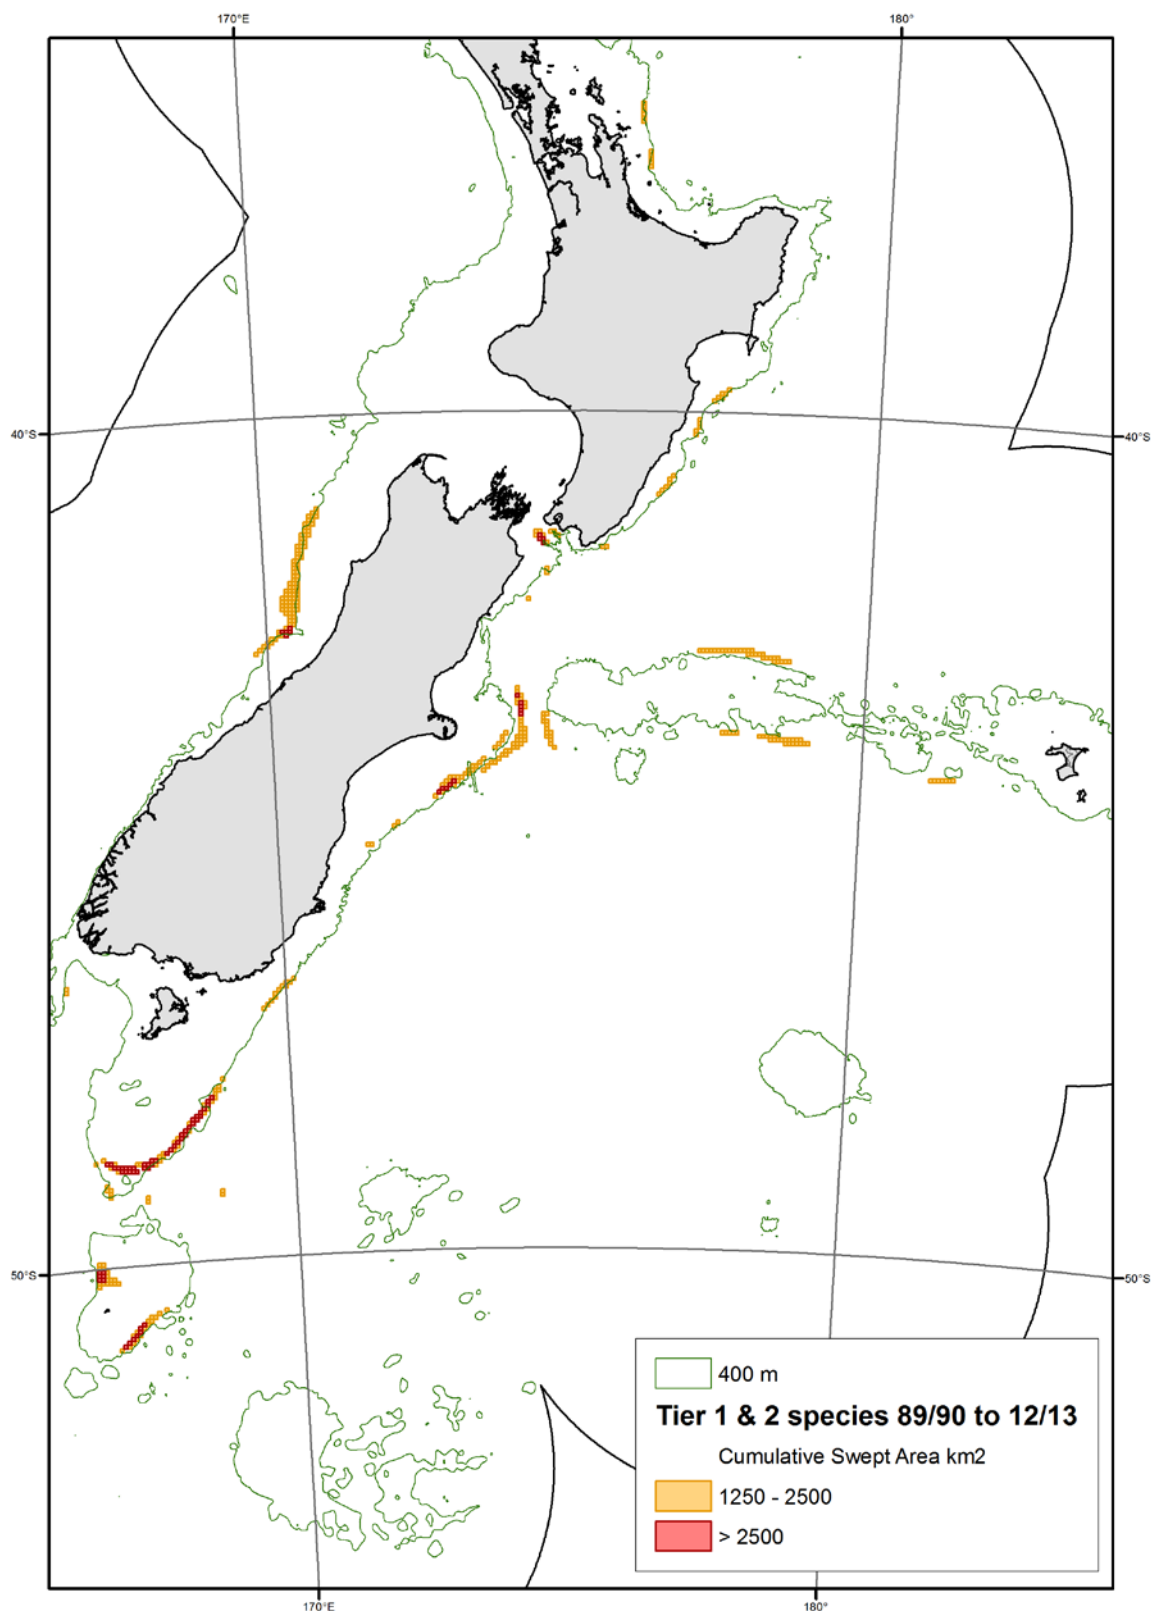 170°E 180°
40°S 40°S
50°S 50°S
400 m
Tier 1 & 2 species 89/90 to 12/13
Cumulative Swept Area km2
1250 - 2500
> 2500
170°E 180°